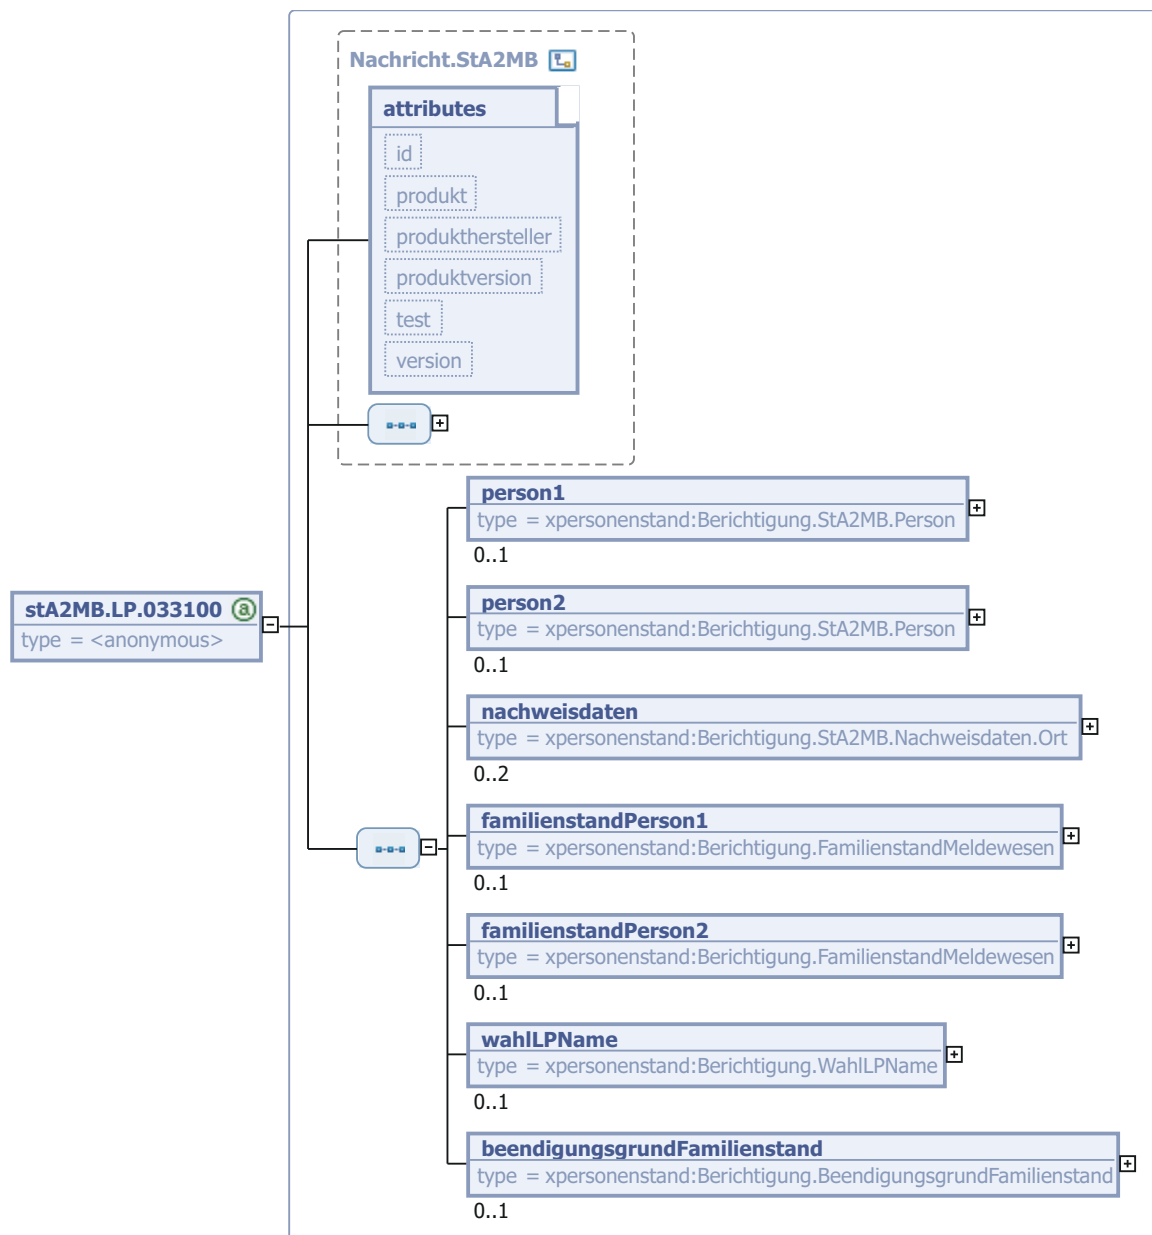 Nachricht.StA2MB
attributes
id
produkt
produkthersteller
produktversion
test
version
person1
type = xpersonenstand:Berichtigung.StA2MB.Person
0..1
stA2MB.LP.033100 @
type = <anonymous>
person2
type = xpersonenstand:Berichtigung.StA2MB.Person
0..1
nachweisdaten
type = xpersonenstand:Berichtigung.StA2MB.Nachweisdaten.Ort
0..2
familienstandPerson1
type = xpersonenstand:Berichtigung.FamilienstandMeldewesen
0..1
familienstandPerson2
type = xpersonenstand:Berichtigung.FamilienstandMeldewesen
0..1
wahlLPName
type = xpersonenstand:Berichtigung.WahlLPName
0..1
beendigungsgrundFamilienstand
type = xpersonenstand:Berichtigung.BeendigungsgrundFamilienstand
0..1